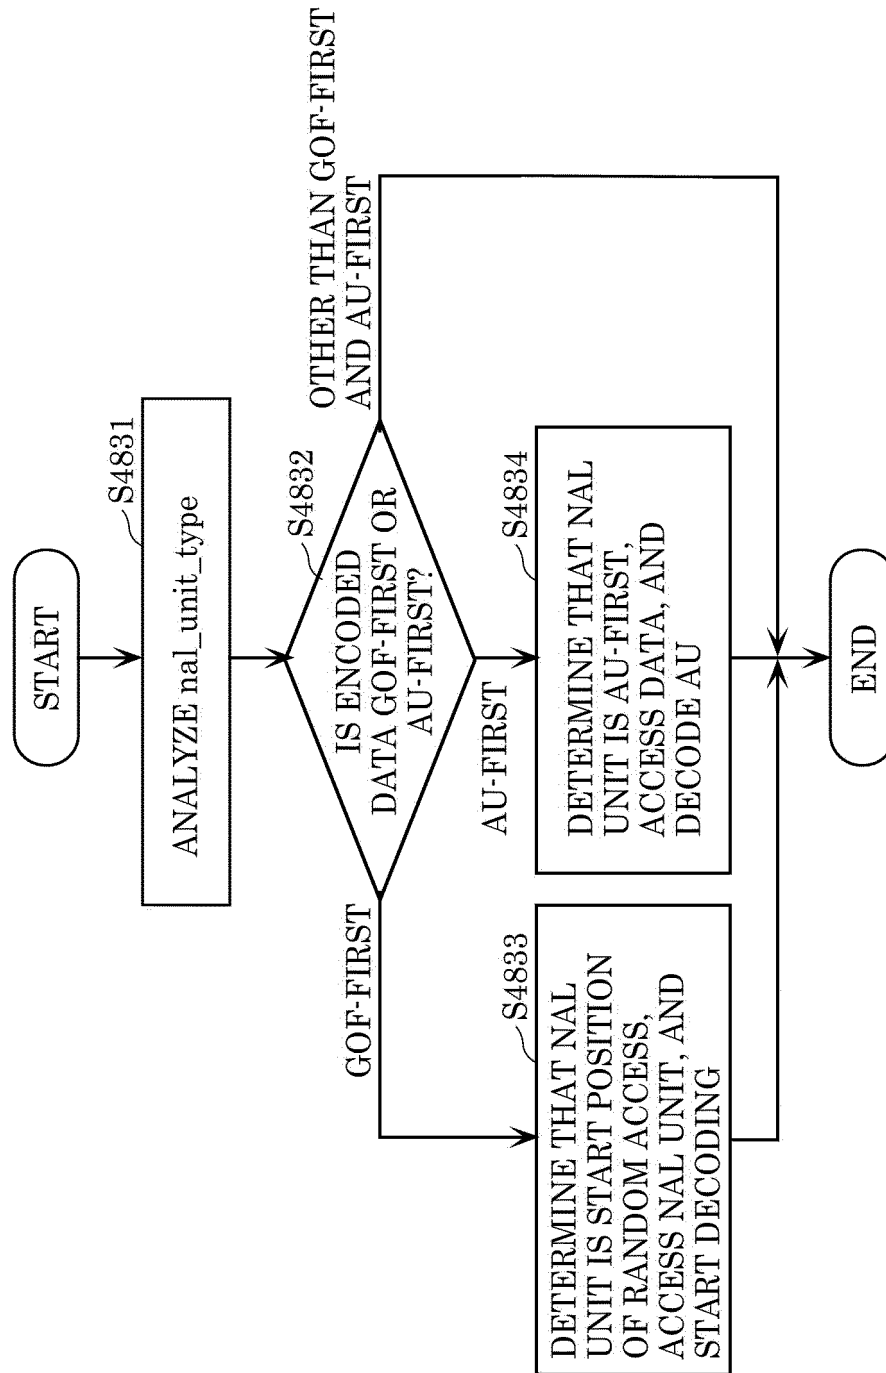 START
S4831
ANALYZE nal_unit_type
S4832
IS ENCODED
DATA GOF-FIRST OR
AU-FIRST?
GOF-FIRST
AU-FIRST
OTHER THAN GOF-FIRST
AND AU-FIRST
S4833
DETERMINE THAT NAL
UNIT IS START POSITION
OF RANDOM ACCESS,
ACCESS NAL UNIT, AND
START DECODING
S4834
DETERMINE THAT NAL
UNIT IS AU-FIRST,
ACCESS DATA, AND
DECODE AU
END